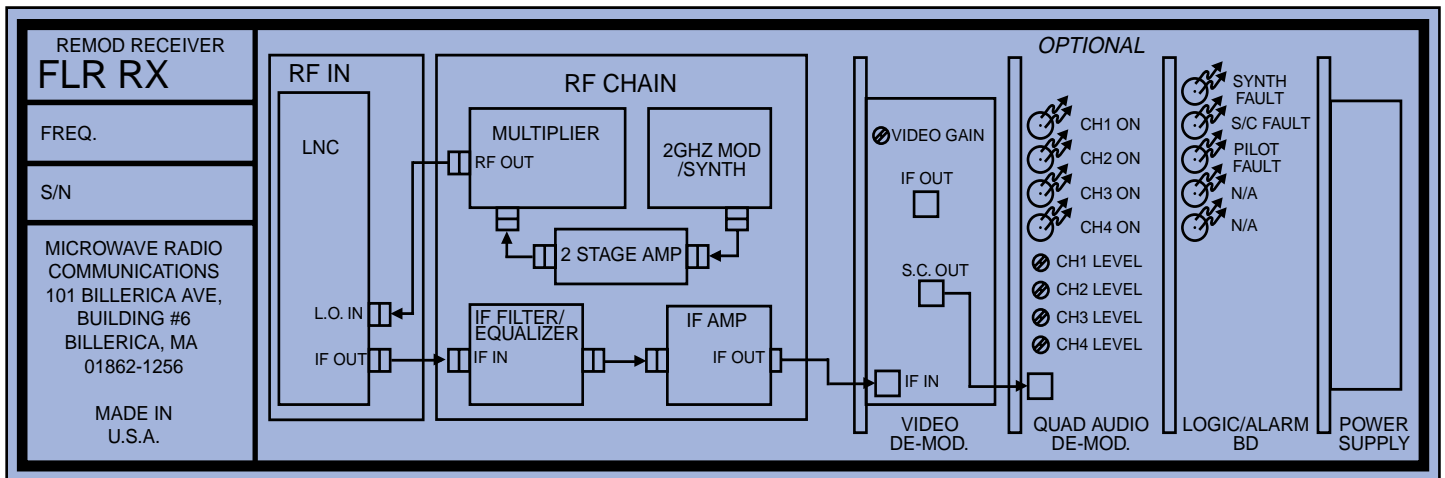 REMOD RECEIVER
FLR RX
FREQ.
S/N
MICROWAVE RADIO
COMMUNICATIONS
101 BILLERICA AVE,
BUILDING #6
BILLERICA, MA
01862-1256
MADE IN
U.S.A.
RF IN
LNC
L.O. IN
IF OUT
RF CHAIN
MULTIPLIER
RF OUT
2GHZ MOD
/SYNTH
2 STAGE AMP
IF FILTER/
EQUALIZER
IF IN
IF AMP
IF OUT
VIDEO GAIN
IF OUT
S.C. OUT
IF IN
VIDEO
DE-MOD.
OPTIONAL
CH1 ON
CH2 ON
CH3 ON
CH4 ON
CH1 LEVEL
CH2 LEVEL
CH3 LEVEL
CH4 LEVEL
QUAD AUDIO
DE-MOD.
SYNTH
FAULT
S/C FAULT
PILOT
FAULT
N/A
N/A
LOGIC/ALARM
BD
POWER
SUPPLY